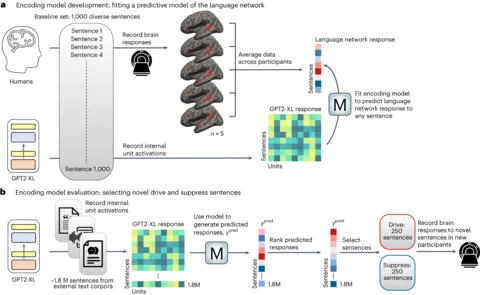 a Encoding model development: fitting a predictive model of the language network
Baseline set: 1,000 diverse sentences
Sentence 1
Sentence 2
Sentence 3
Sentence 4
Sentence 1,000
Humans
GPT2-XL
Record brain
responses
n = 5
Average data
across participants
Language network response
Sentences
Record internal
unit activations
GPT2-XL response
Sentences
Units
M
Fit encoding model
to predict language
network response to
any sentence
b Encoding model evaluation: selecting novel drive and suppress sentences
GPT2-XL
Record internal
unit activations
~1.8 M sentences from
external text corpora
GPT2-XL response
Sentences
Units
1.8M
Use model to
generate predicted
responses, ypred
M
ypred
1.8M
Rank predicted
responses
ypred
1.8M
Select
sentences
Drive:
250
sentences
Suppress:
250
sentences
Record brain
responses to novel
sentences in new
participants